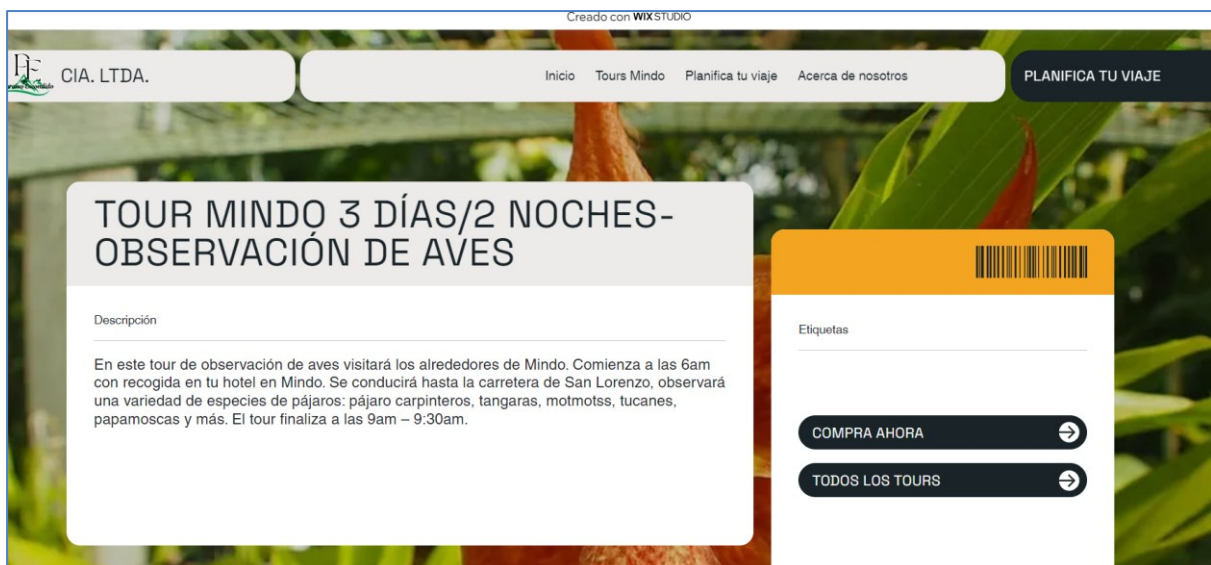 Creado con WIX STUDIO
CIA. LTDA.
Inicio Tours Mindo Planifica tu viaje Acerca de nosotros
PLANIFICA TU VIAJE
TOUR MINDO 3 DÍAS/2 NOCHES-
OBSERVACIÓN DE AVES
Descripción
En este tour de observación de aves visitará los alrededores de Mindo. Comienza a las 6am
con recogida en tu hotel en Mindo. Se conducirá hasta la carretera de San Lorenzo, observará
una variedad de especies de pájaros: pájaro carpinteros, tangaras, motmotss, tucanes,
papamoscas y más. El tour finaliza a las 9am – 9:30am.
Etiquetas
COMPRA AHORA
TODOS LOS TOURS